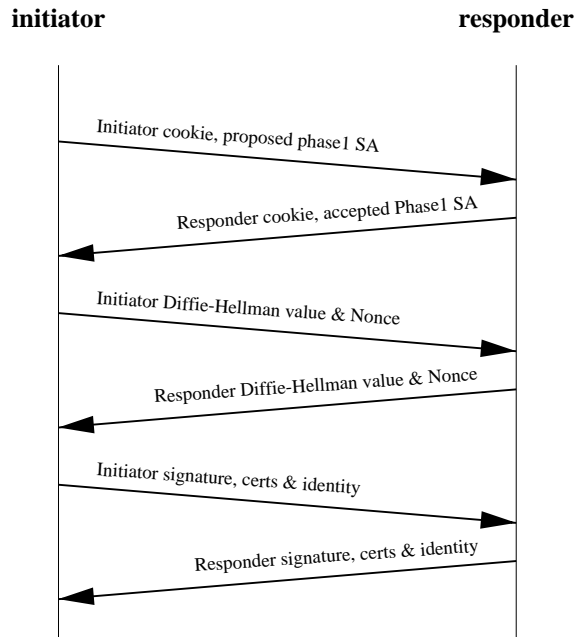 initiator
responder
Initiator cookie, proposed phase1 SA
Responder cookie, accepted Phase1 SA
Initiator Diffie-Hellman value & Nonce
Responder Diffie-Hellman value & Nonce
Initiator signature, certs & identity
Responder signature, certs & identity